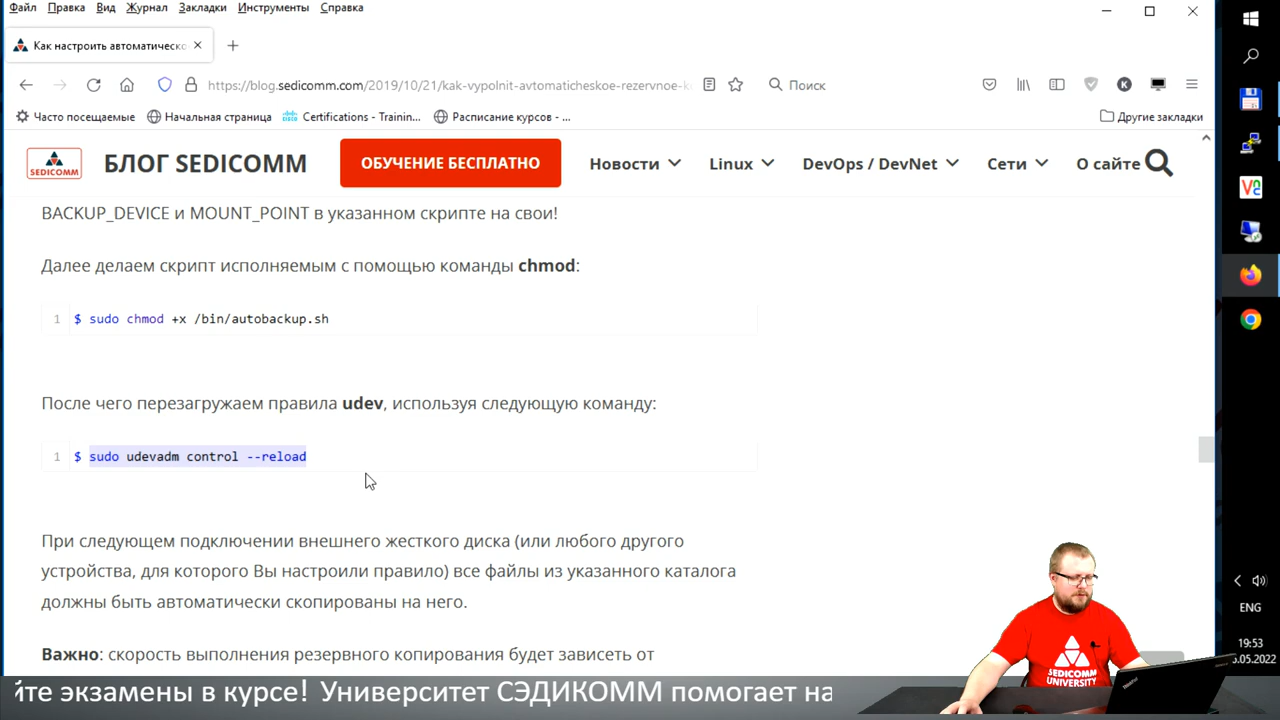 Файл Правка Вид Журнал Закладки Инструменты Справка
Как настроить автоматическо
https://blog.sedicomm.com/2019/10/21/kak-vypolnit-avtomaticheskoe-rezervnoe-k
Поиск
Часто посещаемые Начальная страница Certifications - Trainin... Расписание курсов - ... Другие закладки
SEDICOMM БЛОГ SEDICOMM ОБУЧЕНИЕ БЕСПЛАТНО Новости Linux DevOps / DevNet Сети О сайте
BACKUP_DEVICE и MOUNT_POINT в указанном скрипте на свои!
Далее делаем скрипт исполняемым с помощью команды chmod:
1 $ sudo chmod +x /bin/autobackup.sh
После чего перезагружаем правила udev, используя следующую команду:
1 $ sudo udevadm control --reload
При следующем подключении внешнего жесткого диска (или любого другого
устройства, для которого Вы настроили правило) все файлы из указанного каталога
должны быть автоматически скопированы на него.
Важно: скорость выполнения резервного копирования будет зависеть от
ENG
19:53
.05.2022
SEDICOMM
UNIVERSITY
ThinkPad
йте экзамены в курсе! Университет СЭДИКОММ помогает на